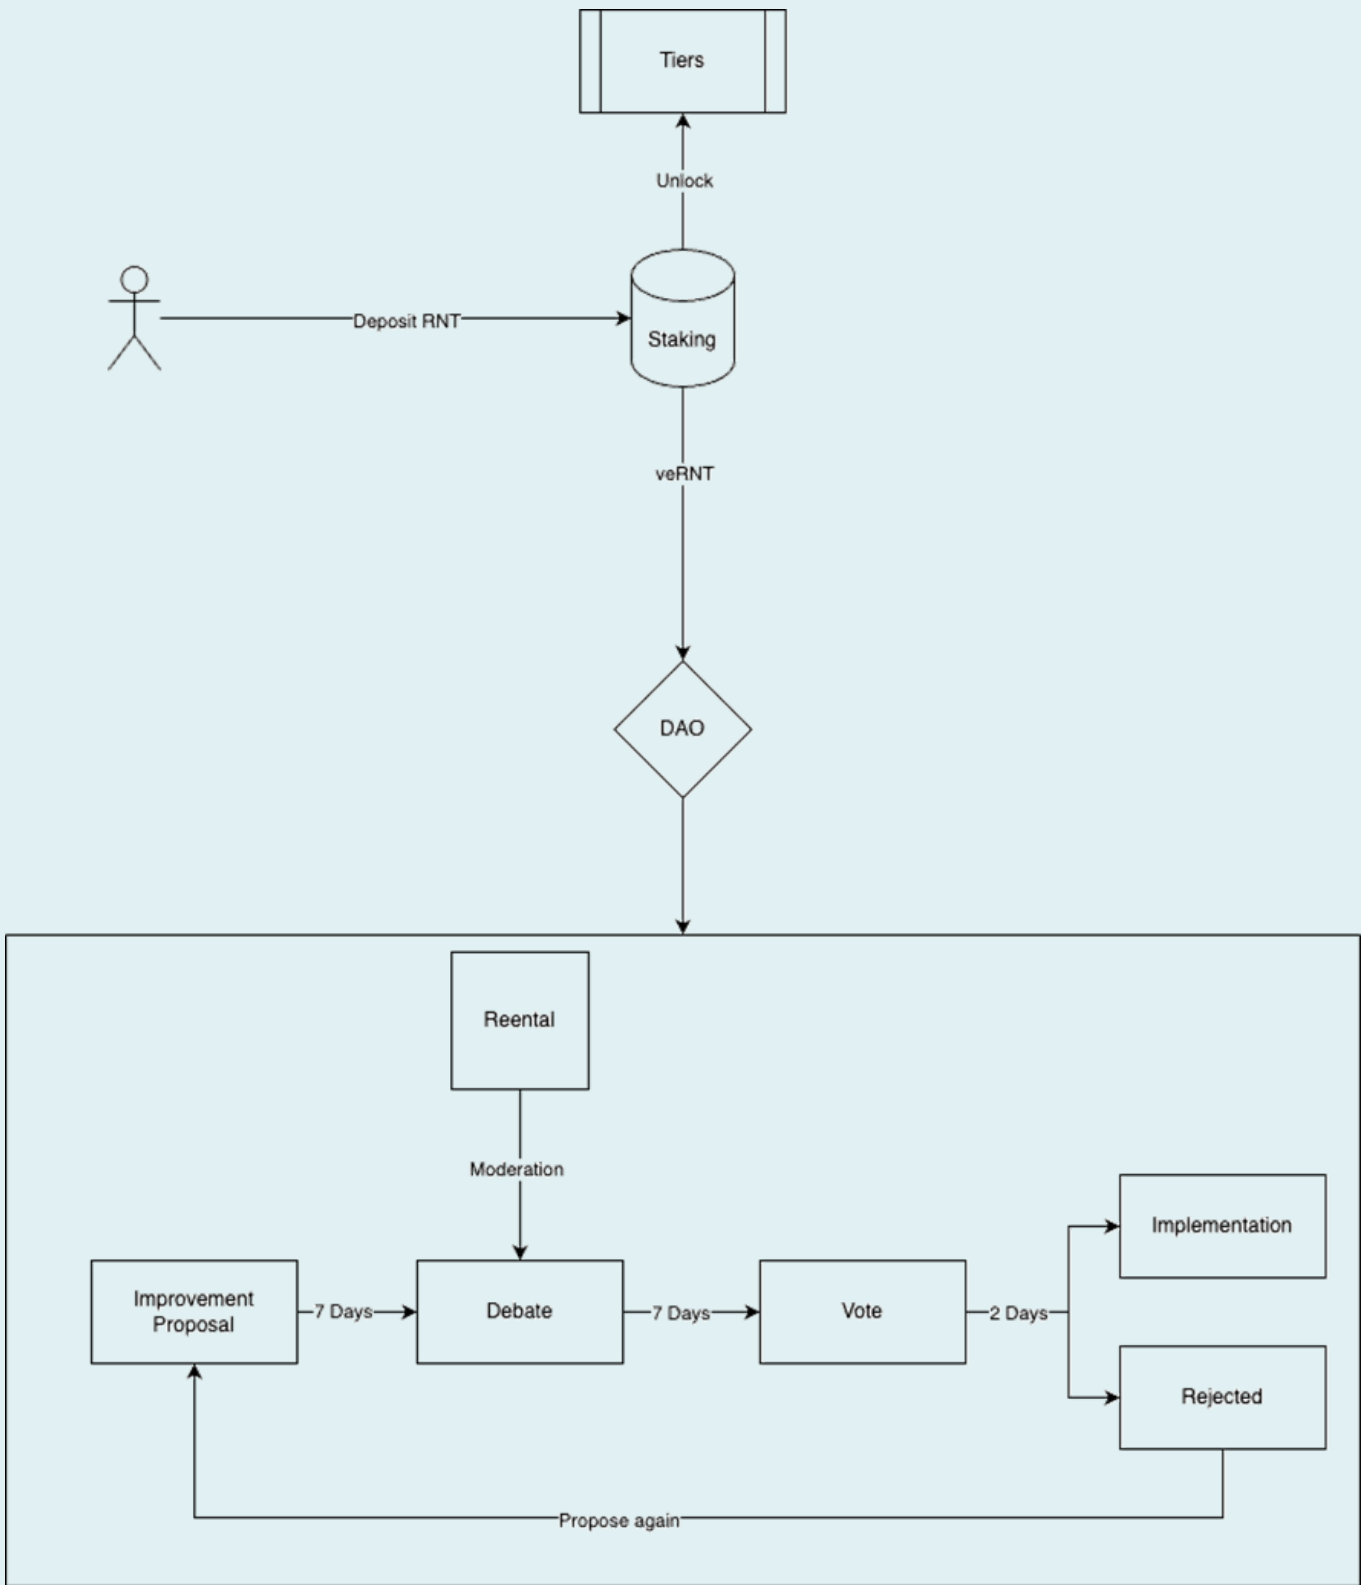 Tiers
Unlock
Deposit RNT
Staking
veRNT
DAO
Reental
Moderation
Implementation
Improvement
Proposal
7 Days
Debate
7 Days
Vote
2 Days
Rejected
Propose again